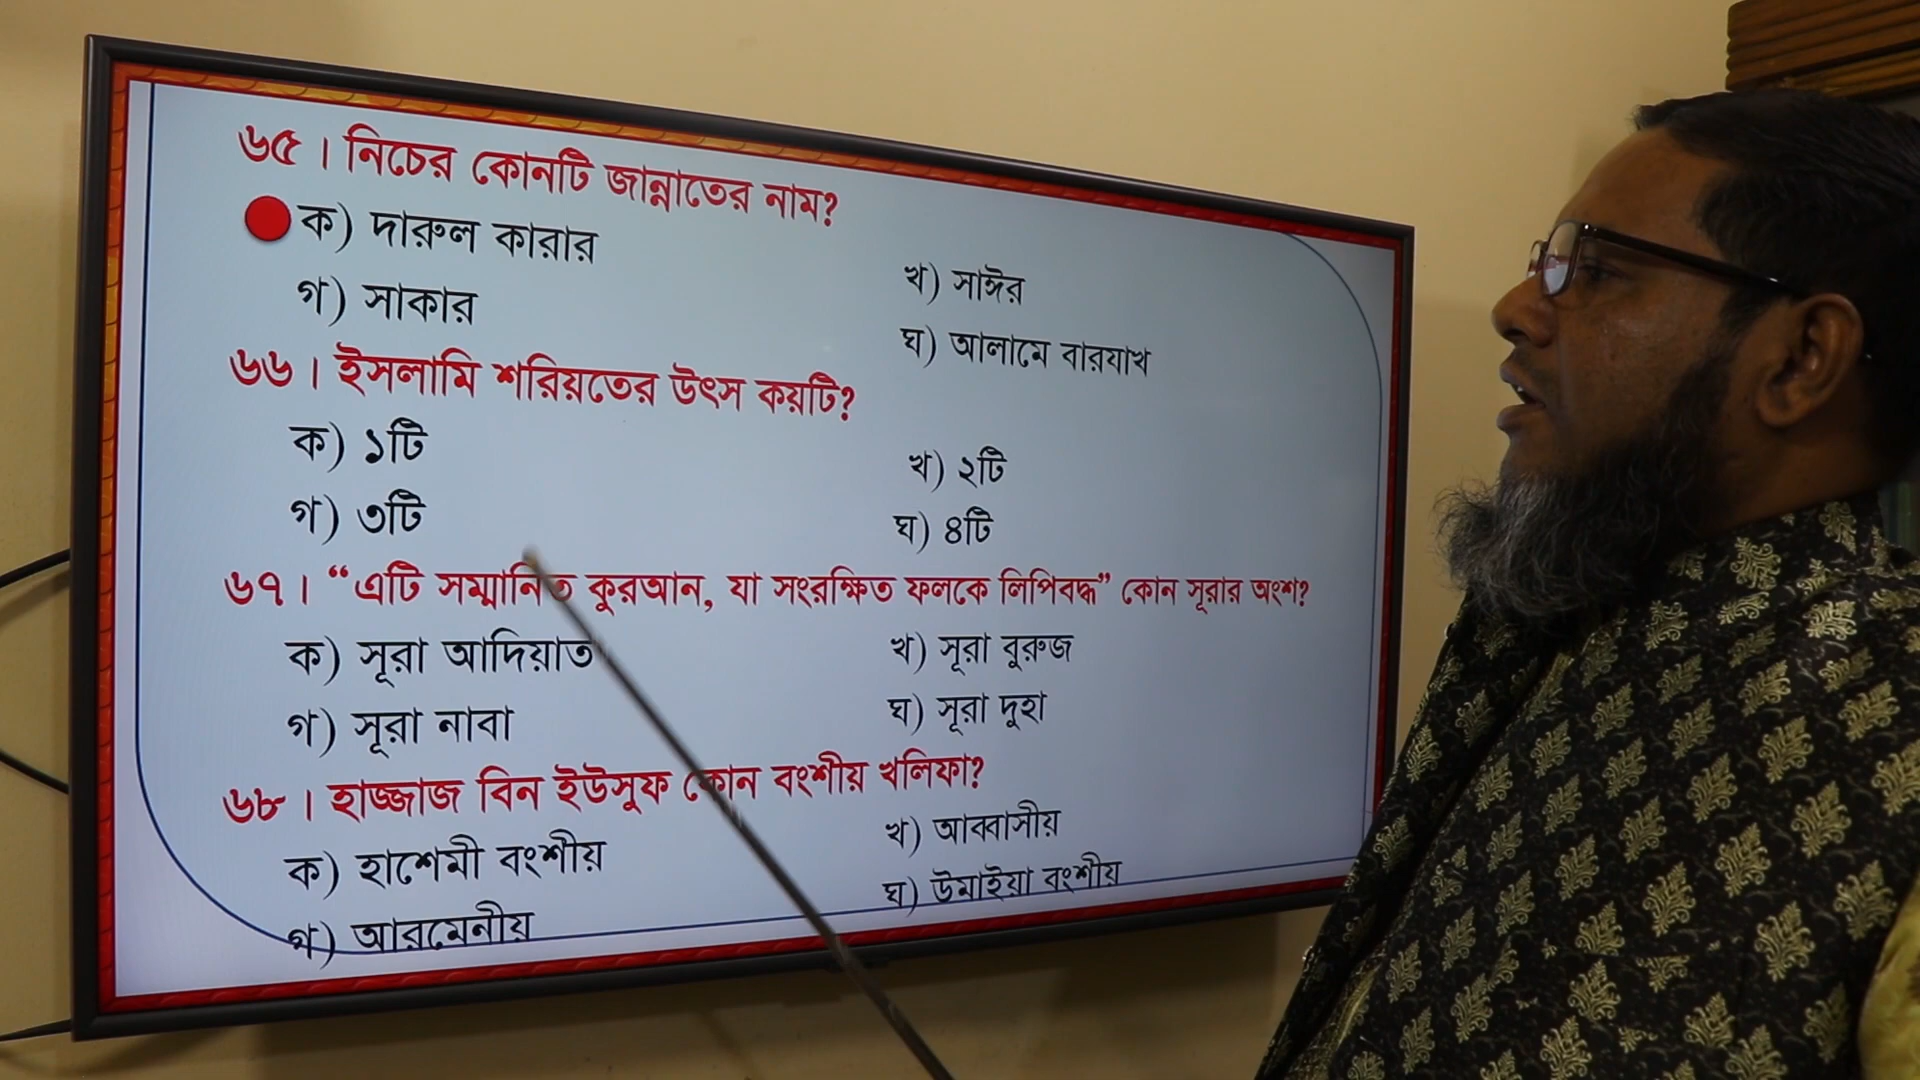 ৬৫। নিচের কোনটি জান্নাতের নাম?
ক) দারুল কারার
খ) সাঈর
গ) সাকার
ঘ) আলামে বারযাখ
৬৬। ইসলামি শরিয়তের উৎস কয়টি?
ক) ১টি
খ) ২টি
গ) ৩টি
ঘ) ৪টি
৬৭। “এটি সম্মানিত কুরআন, যা সংরক্ষিত ফলকে লিপিবদ্ধ” কোন সূরার অংশ?
ক) সূরা আদিয়াত
খ) সূরা বুরুজ
গ) সূরা নাবা
ঘ) সূরা দুহা
৬৮। হাজ্জাজ বিন ইউসুফ কোন বংশীয় খলিফা?
ক) হাশেমী বংশীয়
খ) আব্বাসীয়
গ) আরমেনীয়
ঘ) উমাইয়া বংশীয়